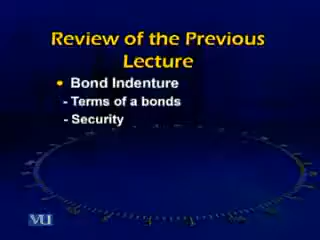 Review of the Previous
Lecture
• Bond Indenture
- Terms of a bonds
- Security
VU